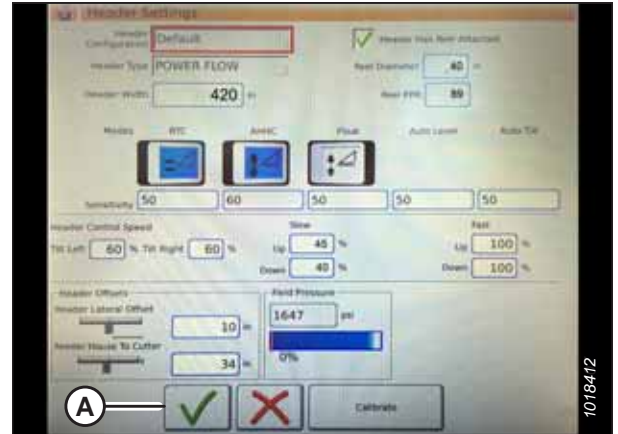 Header Settings
Header Configuration Default
Header Has Reel Attached
Header Type POWER FLOW
Reel Diameter 40 in
Header Width 420 in
Reel PPR 89
Modes RTC AHHC Float Auto Level Auto Tilt
Sensitivity 50 60 50 50 50
Header Control Speed
Slow
Fast
Tilt Left 60 % Tilt Right 60 %
Up 45 %
Up 100 %
Down 40 %
Down 100 %
Header Offsets
Field Pressure
Header Lateral Offset
10 in
1647 psi
Feeder House To Cutter
34 in
0%
A
Calibrate
1018412